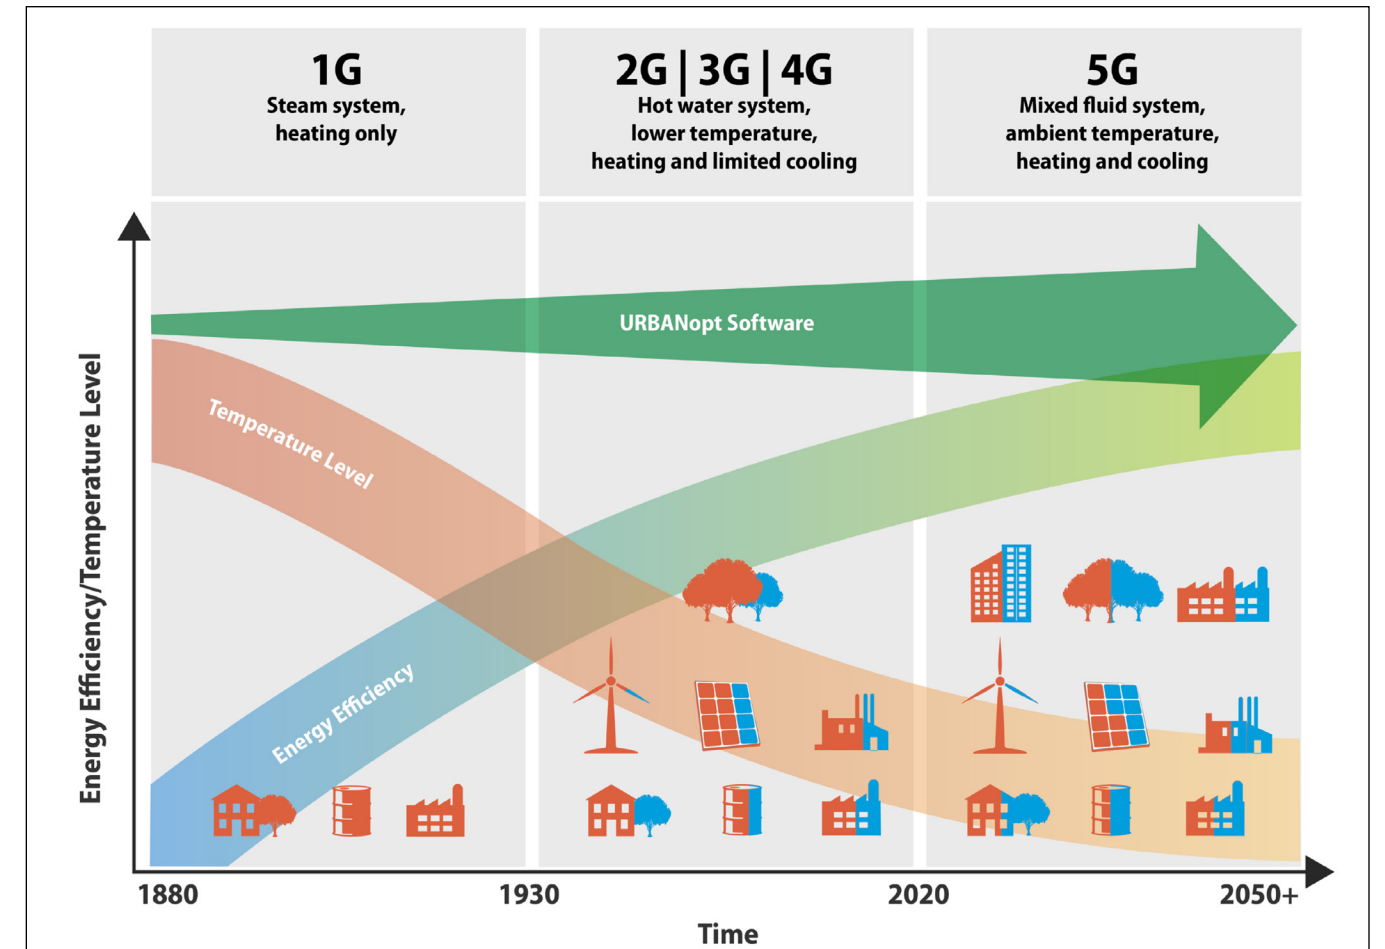 1G
Steam system,
heating only
2G | 3G | 4G
Hot water system,
lower temperature,
heating and limited cooling
5G
Mixed fluid system,
ambient temperature,
heating and cooling
Energy Efficiency/Temperature Level
URBANopt Software
Temperature Level
Energy Efficiency
1880
1930
2020
2050+
Time